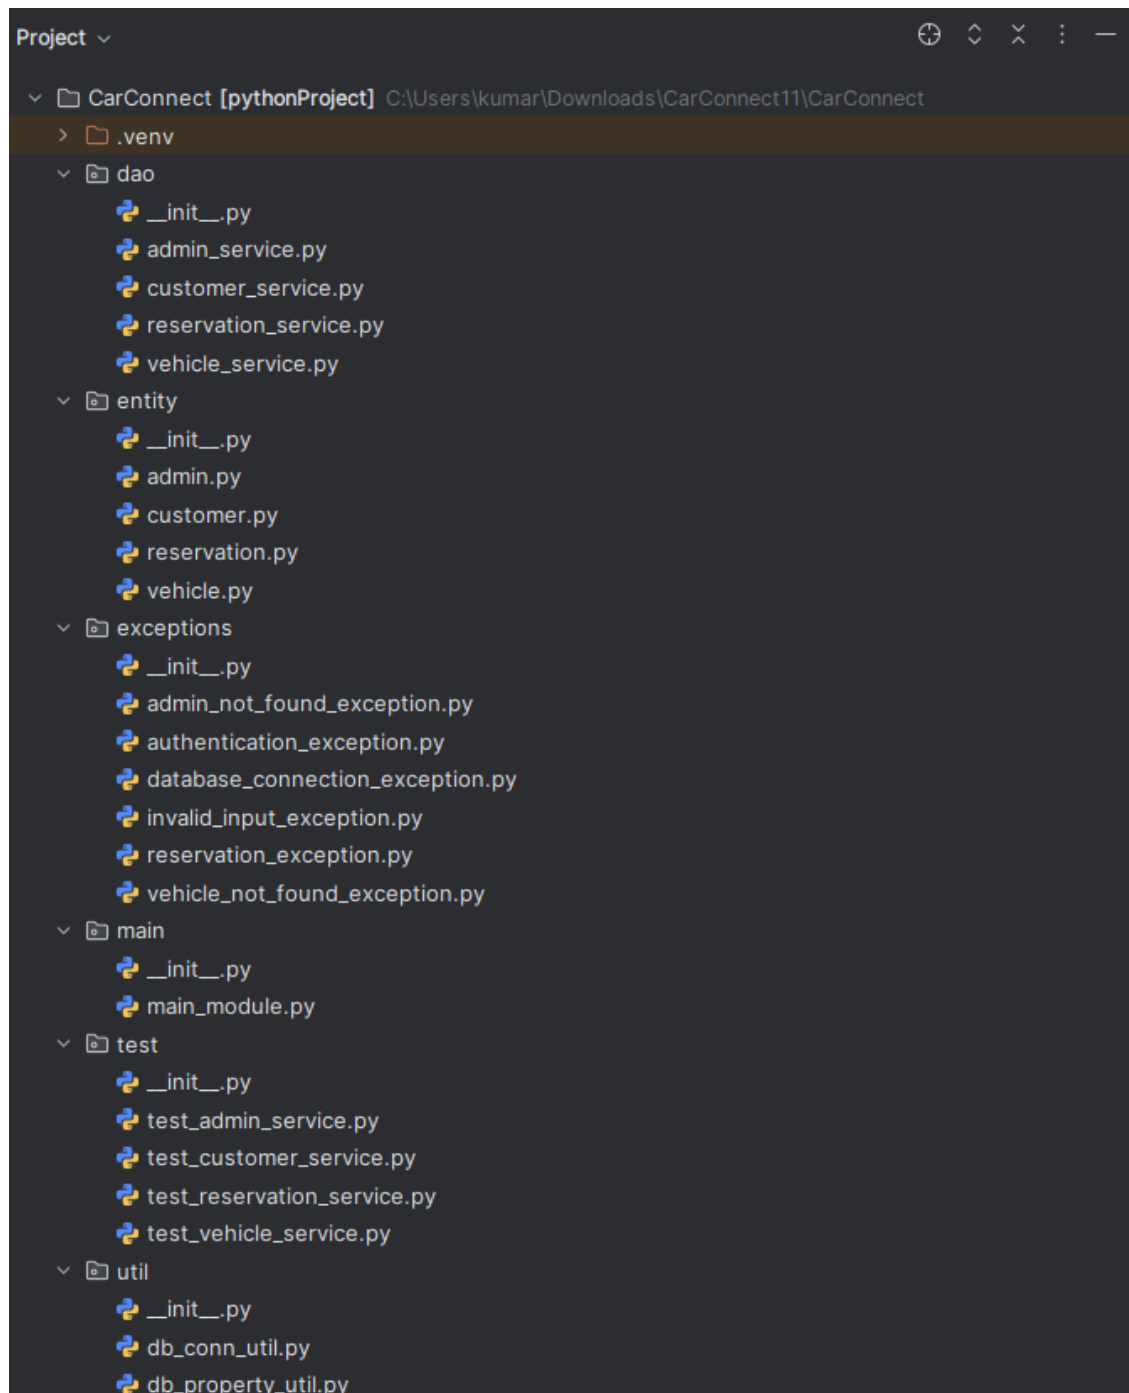 Project
CarConnect [pythonProject] C:\Users\kumar\Downloads\CarConnect11\CarConnect
.venv
dao
__init__.py
admin_service.py
customer_service.py
reservation_service.py
vehicle_service.py
entity
__init__.py
admin.py
customer.py
reservation.py
vehicle.py
exceptions
__init__.py
admin_not_found_exception.py
authentication_exception.py
database_connection_exception.py
invalid_input_exception.py
reservation_exception.py
vehicle_not_found_exception.py
main
__init__.py
main_module.py
test
__init__.py
test_admin_service.py
test_customer_service.py
test_reservation_service.py
test_vehicle_service.py
util
__init__.py
db_conn_util.py
db_property_util.py